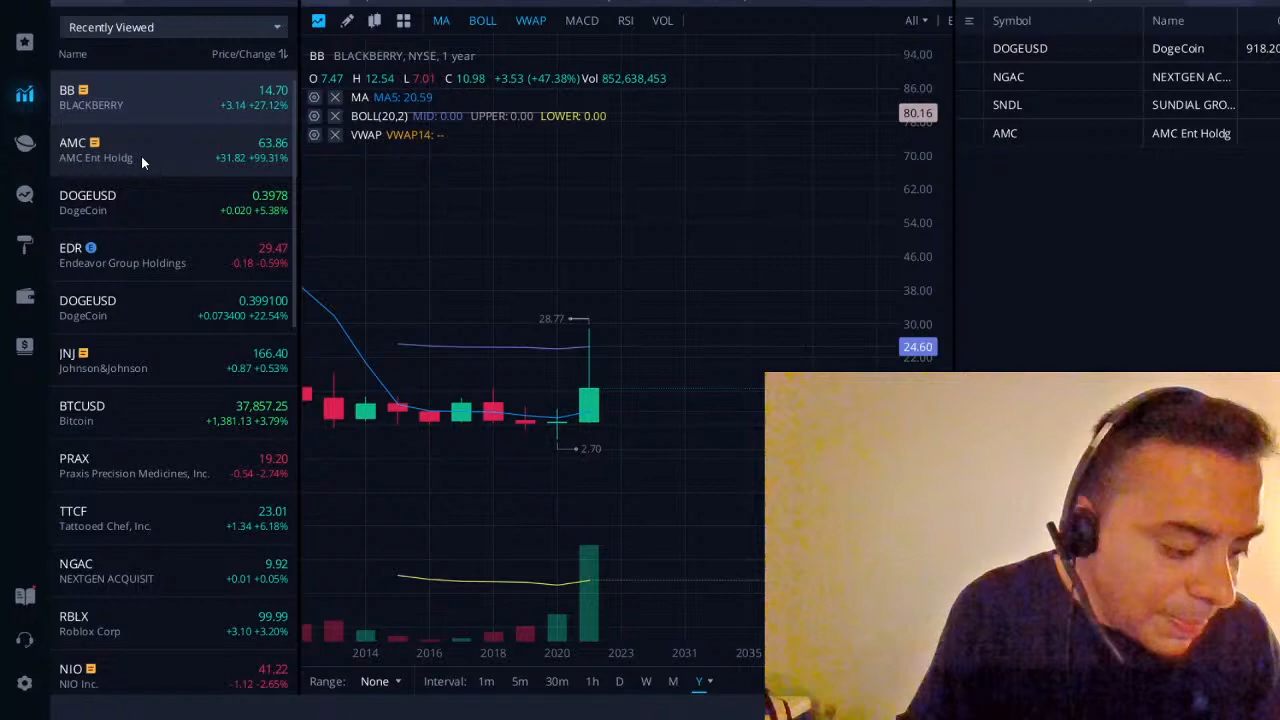 Recently Viewed
Name Price/Change
BB 14.70
BLACKBERRY +3.14 +27.12%
AMC 63.86
AMC Ent Holdg +31.82 +99.31%
DOGEUSD 0.3978
DogeCoin +0.020 +5.38%
EDR E 29.47
Endeavor Group Holdings -0.18 -0.59%
DOGEUSD 0.399100
DogeCoin +0.073400 +22.54%
JNJ 166.40
Johnson&Johnson +0.87 +0.53%
BTCUSD 37,857.25
Bitcoin +1,381.13 +3.79%
PRAX 19.20
Praxis Precision Medicines, Inc. -0.54 -2.74%
TTCF 23.01
Tattooed Chef, Inc. +1.34 +6.18%
NGAC 9.92
NEXTGEN ACQUISIT +0.01 +0.05%
RBLX 99.99
Roblox Corp +3.10 +3.20%
NIO 41.22
NIO Inc. -1.12 -2.65%
MA BOLL VWAP MACD RSI VOL All
BB BLACKBERRY, NYSE, 1 year
O 7.47 H 12.54 L 7.01 C 10.98 +3.53 (+47.38%) Vol 852,638,453
MA MA5: 20.59
BOLL(20,2) MID: 0.00 UPPER: 0.00 LOWER: 0.00
VWAP VWAP14: --
94.00
86.00
80.16
70.00
62.00
54.00
46.00
38.00
30.00
24.60
22.00
28.77
2.70
2014 2016 2018 2020 2023 2031 2035
Range: None Interval: 1m 5m 30m 1h D W M Y
Symbol Name
DOGEUSD DogeCoin 918.20
NGAC NEXTGEN AC...
SNDL SUNDIAL GRO...
AMC AMC Ent Holdg